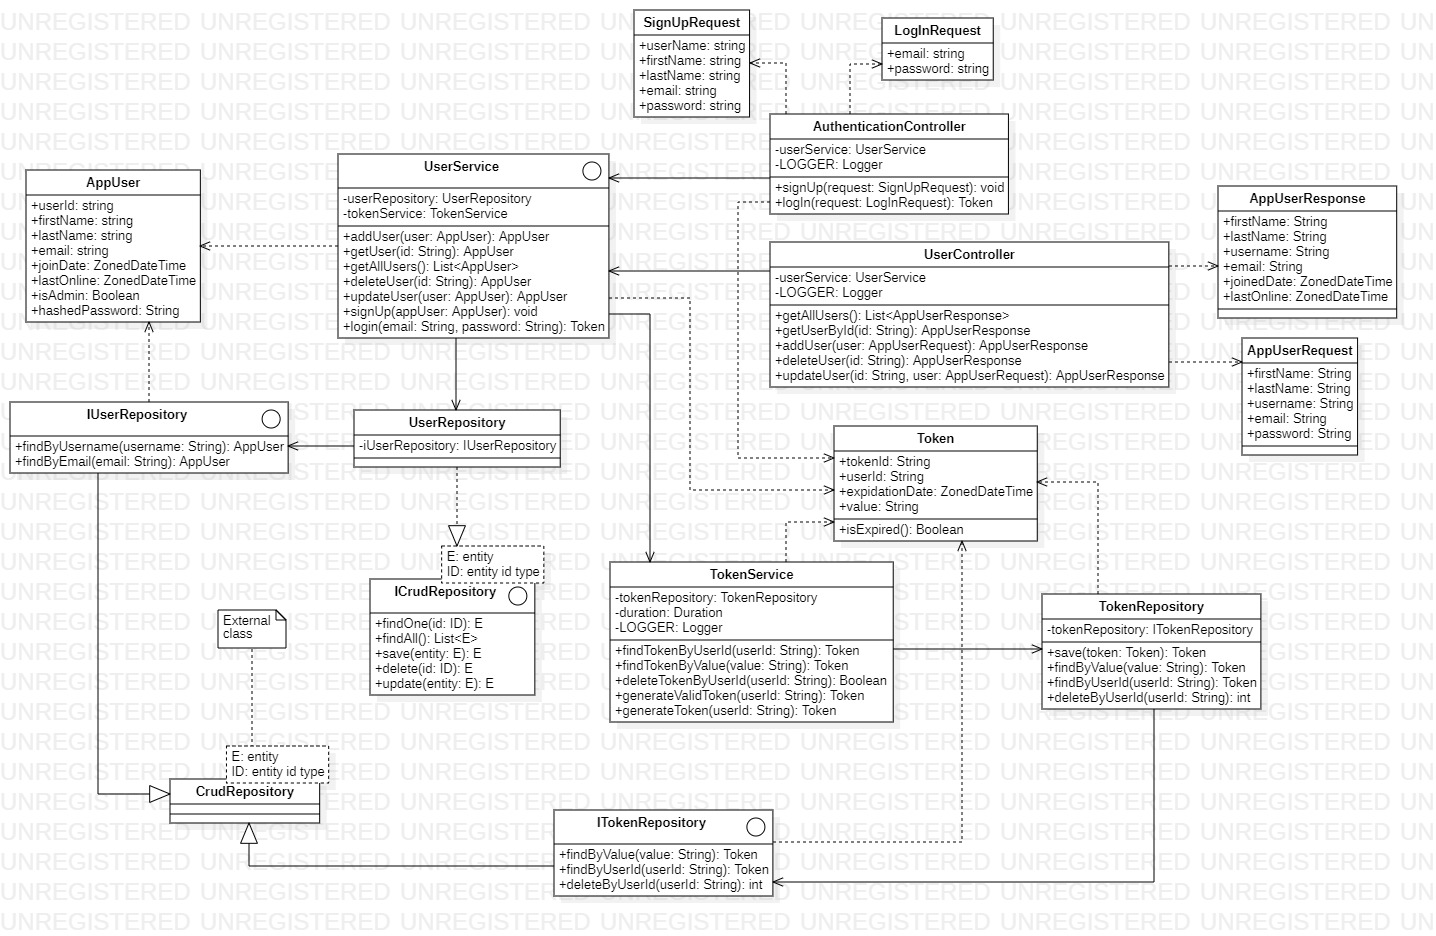 SignUpRequest
+userName: string
+firstName: string
+lastName: string
+email: string
+password: string
LogInRequest
+email: string
+password: string
AuthenticationController
-userService: UserService
-LOGGER: Logger
+signUp(request: SignUpRequest): void
+logIn(request: LogInRequest): Token
UserService
-userRepository: UserRepository
-tokenService: TokenService
+addUser(user: AppUser): AppUser
+getUser(id: String): AppUser
+getAllUsers(): List<AppUser>
+deleteUser(id: String): AppUser
+updateUser(user: AppUser): AppUser
+signUp(appUser: AppUser): void
+login(email: String, password: String): Token
AppUser
+userId: string
+firstName: string
+lastName: string
+email: string
+joinDate: ZonedDateTime
+lastOnline: ZonedDateTime
+isAdmin: Boolean
+hashedPassword: String
AppUserResponse
+firstName: String
+lastName: String
+username: String
+email: String
+joinedDate: ZonedDateTime
+lastOnline: ZonedDateTime
UserController
-userService: UserService
-LOGGER: Logger
+getAllUsers(): List<AppUserResponse>
+getUserById(id: String): AppUserResponse
+addUser(user: AppUserRequest): AppUserResponse
+deleteUser(id: String): AppUserResponse
+updateUser(id: String, user: AppUserRequest): AppUserResponse
AppUserRequest
+firstName: String
+lastName: String
+username: String
+email: String
+password: String
IUserRepository
+findByUsername(username: String): AppUser
+findByEmail(email: String): AppUser
UserRepository
-iUserRepository: IUserRepository
Token
+tokenId: String
+userId: String
+expidationDate: ZonedDateTime
+value: String
+isExpired(): Boolean
E: entity
ID: entity id type
ICrudRepository
+findOne(id: ID): E
+findAll(): List<E>
+save(entity: E): E
+delete(id: ID): E
+update(entity: E): E
TokenService
-tokenRepository: TokenRepository
-duration: Duration
-LOGGER: Logger
+findTokenByUserId(userId: String): Token
+findTokenByValue(value: String): Token
+deleteTokenByUserId(userId: String): Boolean
+generateValidToken(userId: String): Token
+generateToken(userId: String): Token
TokenRepository
-tokenRepository: ITokenRepository
+save(token: Token): Token
+findByValue(value: String): Token
+findByUserId(userId: String): Token
+deleteByUserId(userId: String): int
External
class
E: entity
ID: entity id type
CrudRepository
ITokenRepository
+findByValue(value: String): Token
+findByUserId(userId: String): Token
+deleteByUserId(userId: String): int